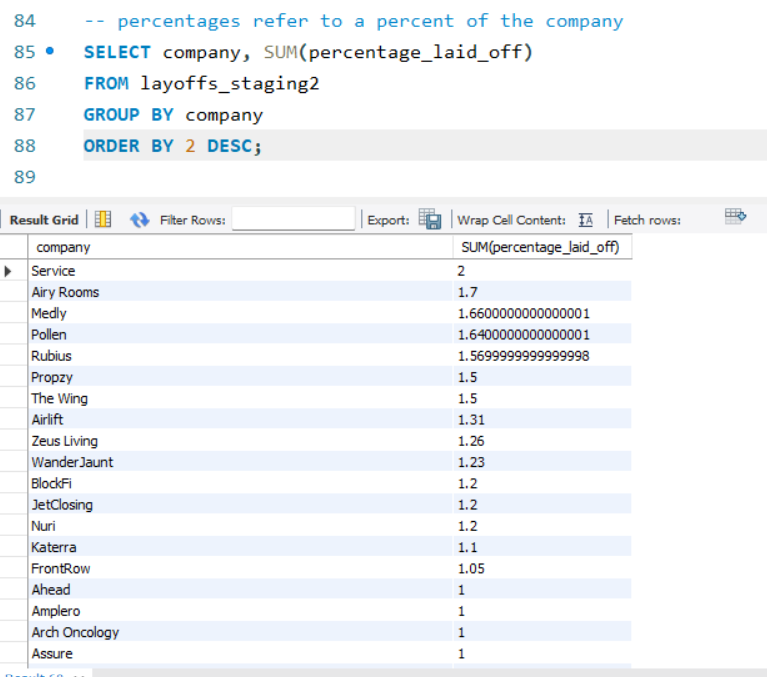 84 -- percentages refer to a percent of the company
85 SELECT company, SUM(percentage_laid_off)
86 FROM layoffs_staging2
87 GROUP BY company
88 ORDER BY 2 DESC;
89
Result Grid Filter Rows: Export: Wrap Cell Content: IA Fetch rows:
company SUM(percentage_laid_off)
Service 2
Airy Rooms 1.7
Medly 1.6600000000000001
Pollen 1.6400000000000001
Rubius 1.5699999999999998
Propzy 1.5
The Wing 1.5
Airlift 1.31
Zeus Living 1.26
WanderJaunt 1.23
BlockFi 1.2
JetClosing 1.2
Nuri 1.2
Katerra 1.1
FrontRow 1.05
Ahead 1
Amplero 1
Arch Oncology 1
Assure 1